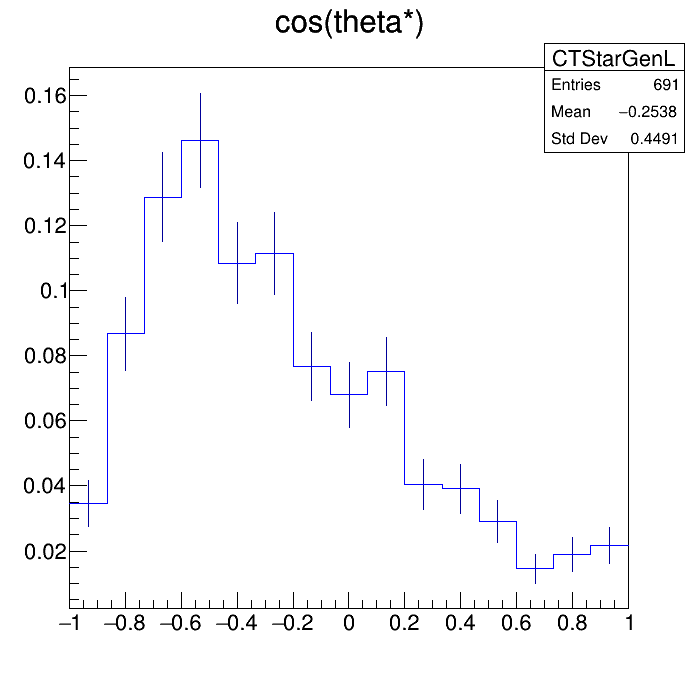 cos(theta*)
CTStarGenL
Entries 691
Mean −0.2538
Std Dev 0.4491
0.16
0.14
0.12
0.1
0.08
0.06
0.04
0.02
−1 −0.8 −0.6 −0.4 −0.2 0 0.2 0.4 0.6 0.8 1